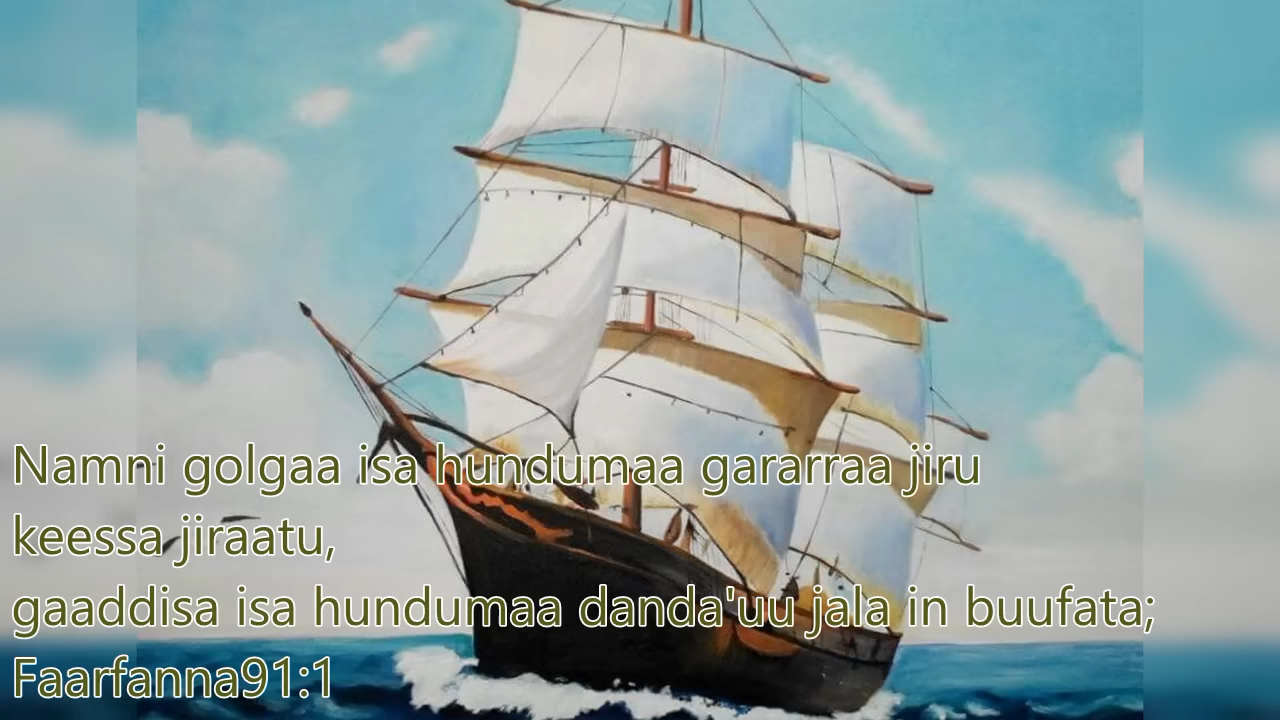 Namni golgaa isa hundumaa gararraa jiru
keessa jiraatu,
gaaddisa isa hundumaa danda'uu jala in buufata;
Faarfanna91:1